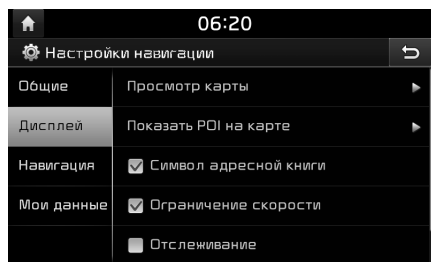 06:20
Настройки навигации
Общие
Просмотр карты
Дисплей
Показать POI на карте
Навигация
Символ адресной книги
Мои данные
Ограничение скорости
Отслеживание